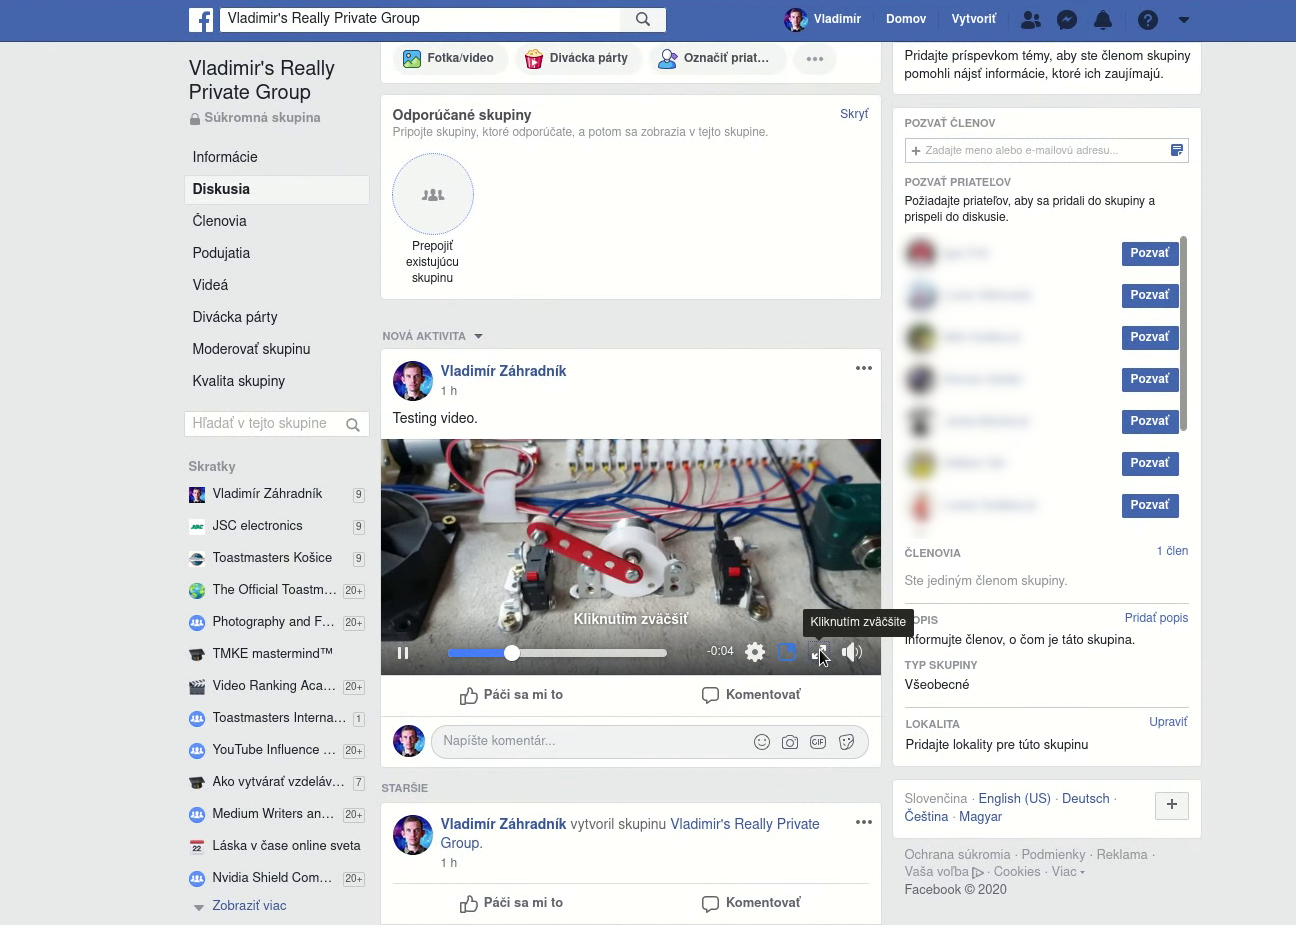 Vladimir's Really Private Group
Vladimír
Domov
Vytvoriť
Vladimir's Really
Private Group
Súkromná skupina
Informácie
Diskusia
Členovia
Podujatia
Videá
Divácka párty
Moderovať skupinu
Kvalita skupiny
Hľadať v tejto skupine
Skratky
Vladimír Záhradník 9
JSC electronics 9
Toastmasters Košice 9
The Official Toastm... 20+
Photography and F... 20+
TMKE mastermind™
Video Ranking Aca... 20+
Toastmasters Interna... 1
YouTube Influence ... 20+
Ako vytvárať vzdeláv... 7
Medium Writers an... 20+
22 Láska v čase online sveta
Nvidia Shield Com... 20+
Zobraziť viac
Fotka/video
Divácka párty
Označiť priat...
Odporúčané skupiny
Skryť
Pripojte skupiny, ktoré odporúčate, a potom sa zobrazia v tejto skupine.
Prepojiť
existujúcu
skupinu
NOVÁ AKTIVITA
Vladimír Záhradník
1 h
Testing video.
Kliknutím zväčšiť
Kliknutím zväčšite
-0:04
Páči sa mi to
Komentovať
Napíšte komentár...
GIF
STARŠIE
Vladimír Záhradník vytvoril skupinu Vladimir's Really Private
Group.
1 h
Páči sa mi to
Komentovať
Pridajte príspevkom témy, aby ste členom skupiny
pomohli nájsť informácie, ktoré ich zaujímajú.
POZVAŤ ČLENOV
+ Zadajte meno alebo e-mailovú adresu...
POZVAŤ PRIATEĽOV
Požiadajte priateľov, aby sa pridali do skupiny a
prispeli do diskusie.
Pozvať
Pozvať
Pozvať
Pozvať
Pozvať
Pozvať
Pozvať
ČLENOVIA
1 člen
Ste jediným členom skupiny.
OPIS
Pridať popis
Informujte členov, o čom je táto skupina.
TYP SKUPINY
Všeobecné
LOKALITA
Upraviť
Pridajte lokality pre túto skupinu
Slovenčina · English (US) · Deutsch ·
Čeština · Magyar
+
Ochrana súkromia · Podmienky · Reklama ·
Vaša voľba · Cookies · Viac
Facebook © 2020